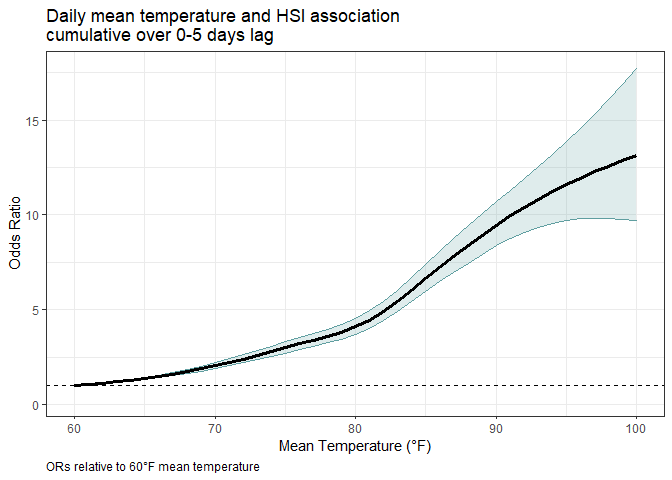 Daily mean temperature and HSI association
cumulative over 0-5 days lag
15
10
5
0
Odds Ratio
60 70 80 90 100
Mean Temperature (°F)
ORs relative to 60°F mean temperature